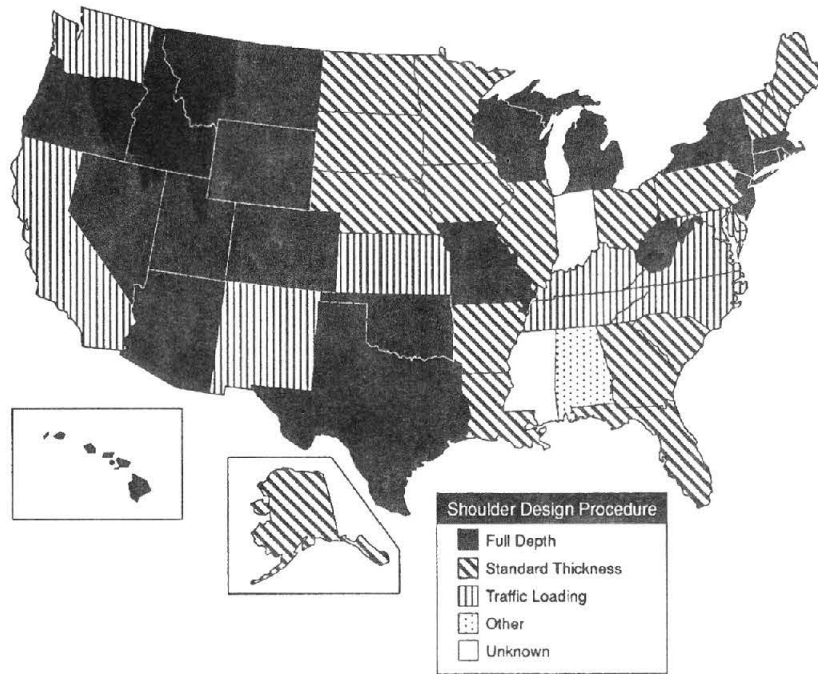 Shoulder Design Procedure
Full Depth
Standard Thickness
Traffic Loading
Other
Unknown